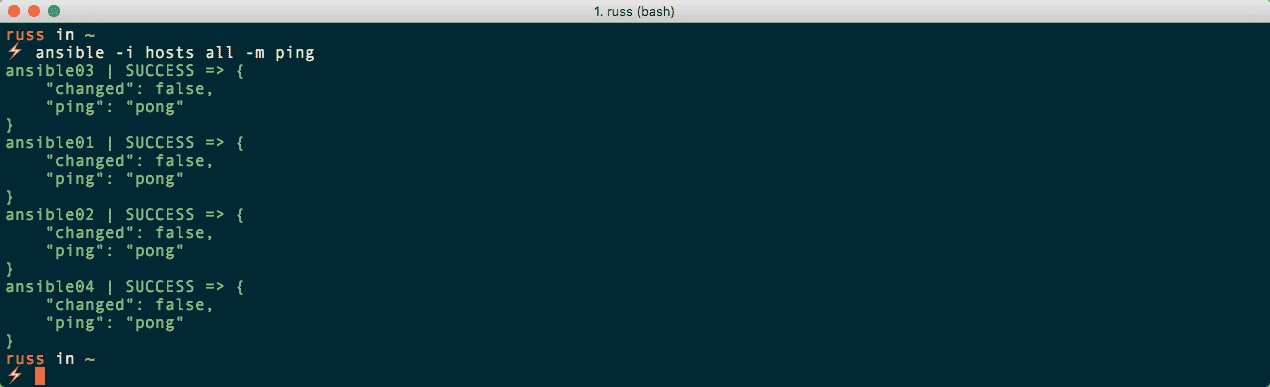 1. russ (bash)
russ in ~
⚡ ansible -i hosts all -m ping
ansible03 | SUCCESS => {
    "changed": false,
    "ping": "pong"
}
ansible01 | SUCCESS => {
    "changed": false,
    "ping": "pong"
}
ansible02 | SUCCESS => {
    "changed": false,
    "ping": "pong"
}
ansible04 | SUCCESS => {
    "changed": false,
    "ping": "pong"
}
russ in ~
⚡